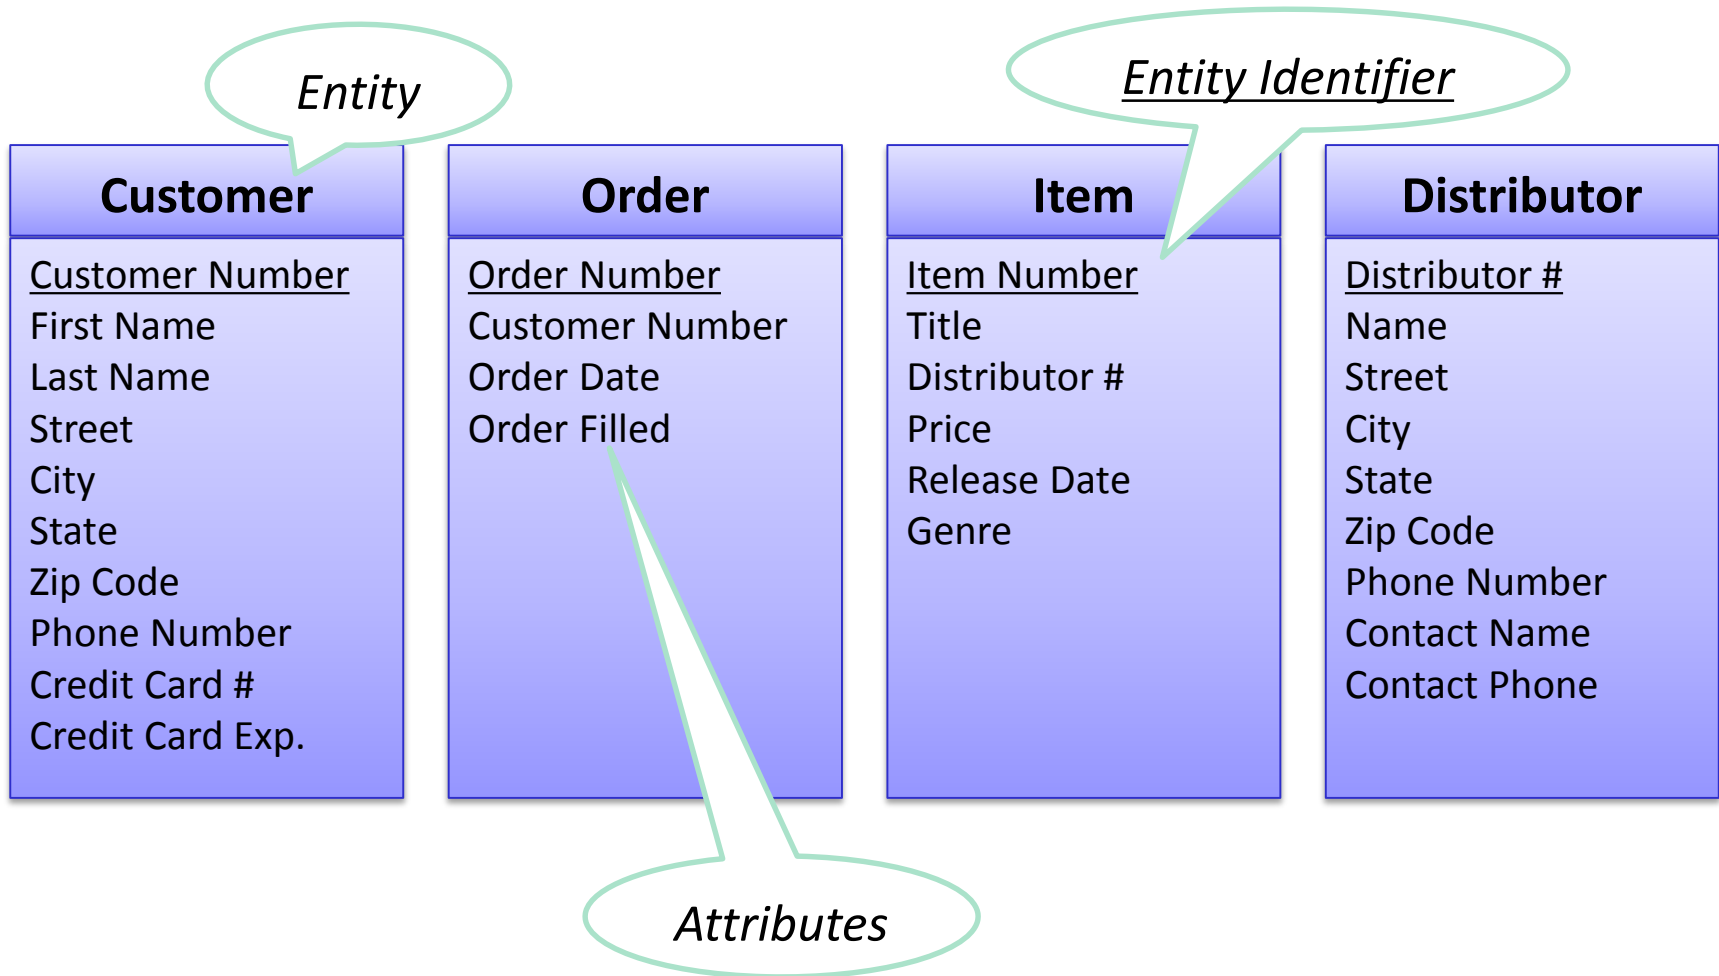 Entity
Entity Identifier
Customer
Customer Number
First Name
Last Name
Street
City
State
Zip Code
Phone Number
Credit Card #
Credit Card Exp.
Order
Order Number
Customer Number
Order Date
Order Filled
Item
Item Number
Title
Distributor #
Price
Release Date
Genre
Distributor
Distributor #
Name
Street
City
State
Zip Code
Phone Number
Contact Name
Contact Phone
Attributes